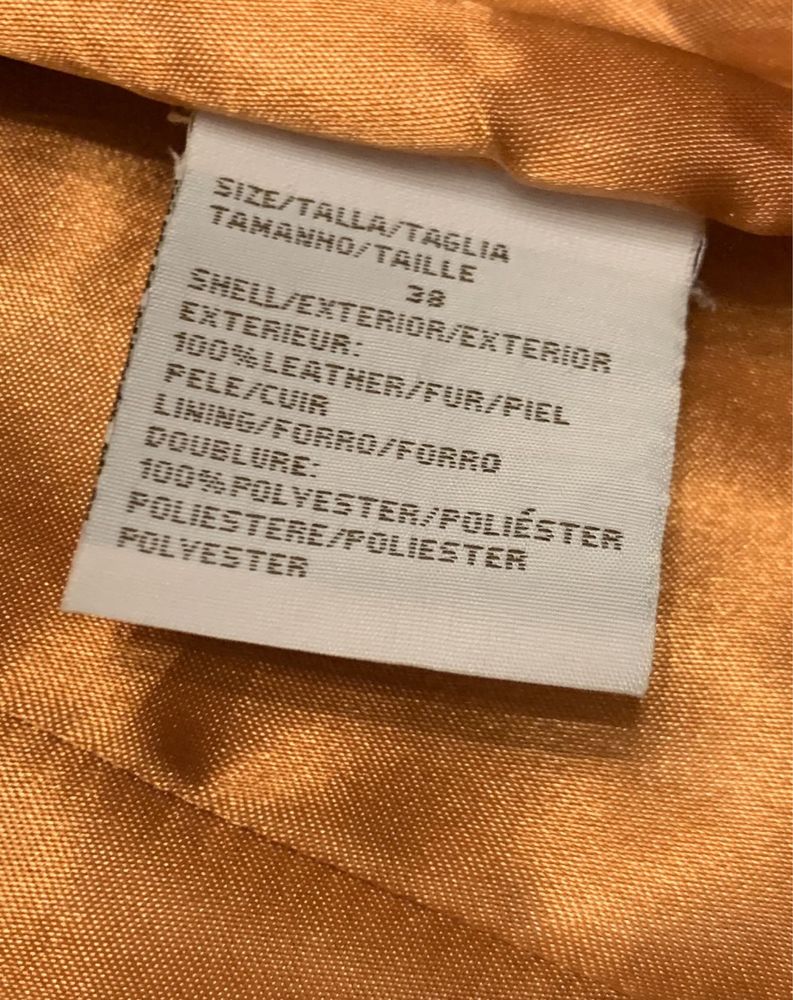 SIZE/TALLA/TAGLIA
TAMANHO/TAILLE
38
SHELL/EXTERIOR/EXTERIOR
EXTERIEUR:
100%LEATHER/FUR/PIEL
PELE/CUIR
LINING/FORRO/FORRO
DOUBLURE:
100%POLYESTER/POLIÉSTER
POLIESTERE/POLIESTER
POLYESTER